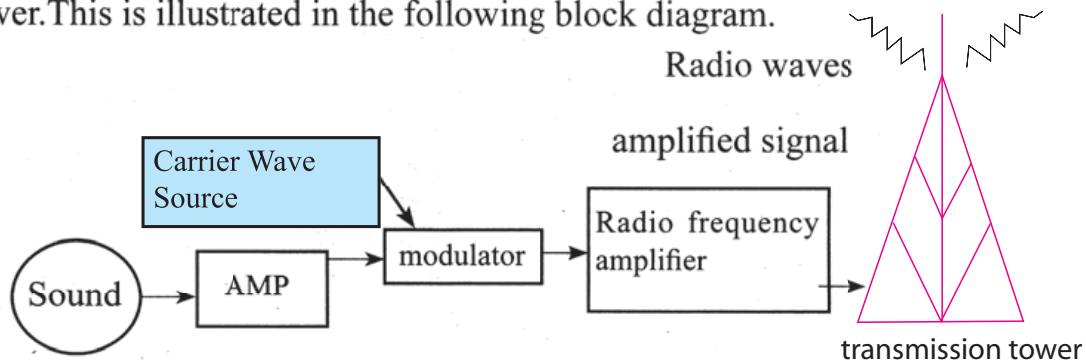 ver.This is illustrated in the following block diagram.
Radio waves
amplified signal
Carrier Wave
Source
Radio frequency
amplifier
modulator
Sound
AMP
transmission tower